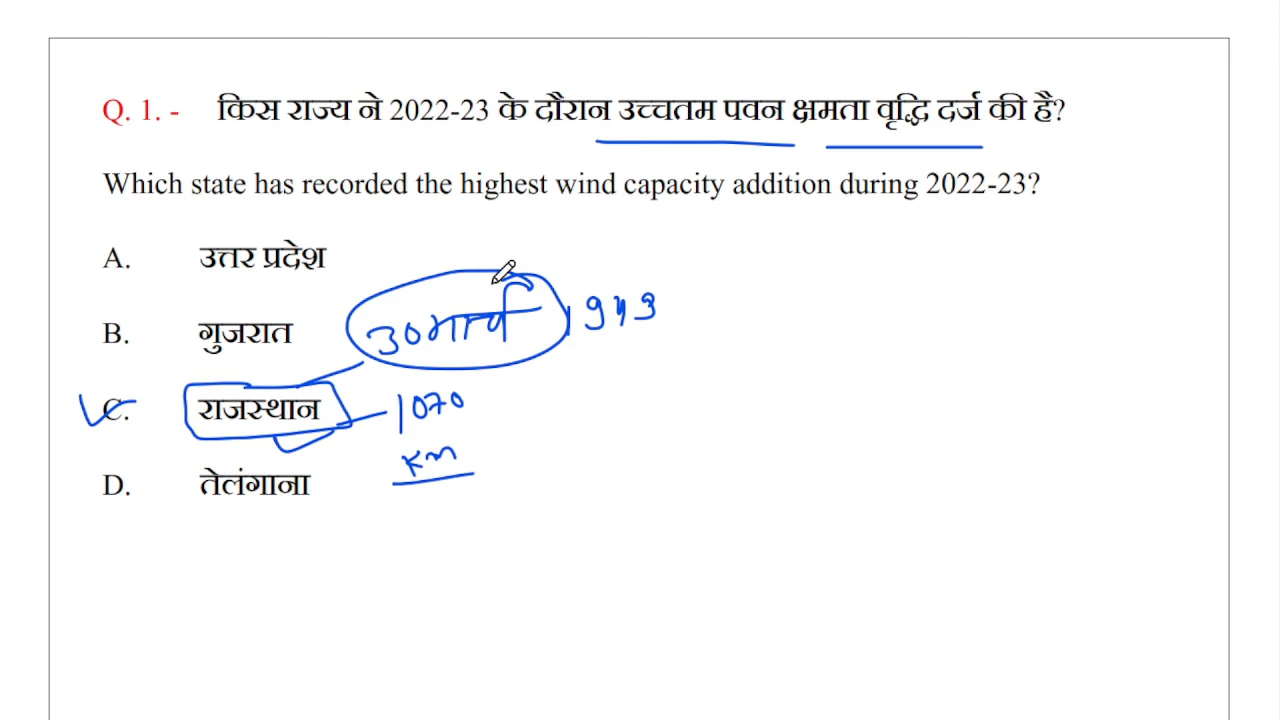 Q. 1. - किस राज्य ने 2022-23 के दौरान उच्चतम पवन क्षमता वृद्धि दर्ज की है?
Which state has recorded the highest wind capacity addition during 2022-23?
A. उत्तर प्रदेश
B. गुजरात
30 मार्च
C. राजस्थान
1070
km
D. तेलंगाना